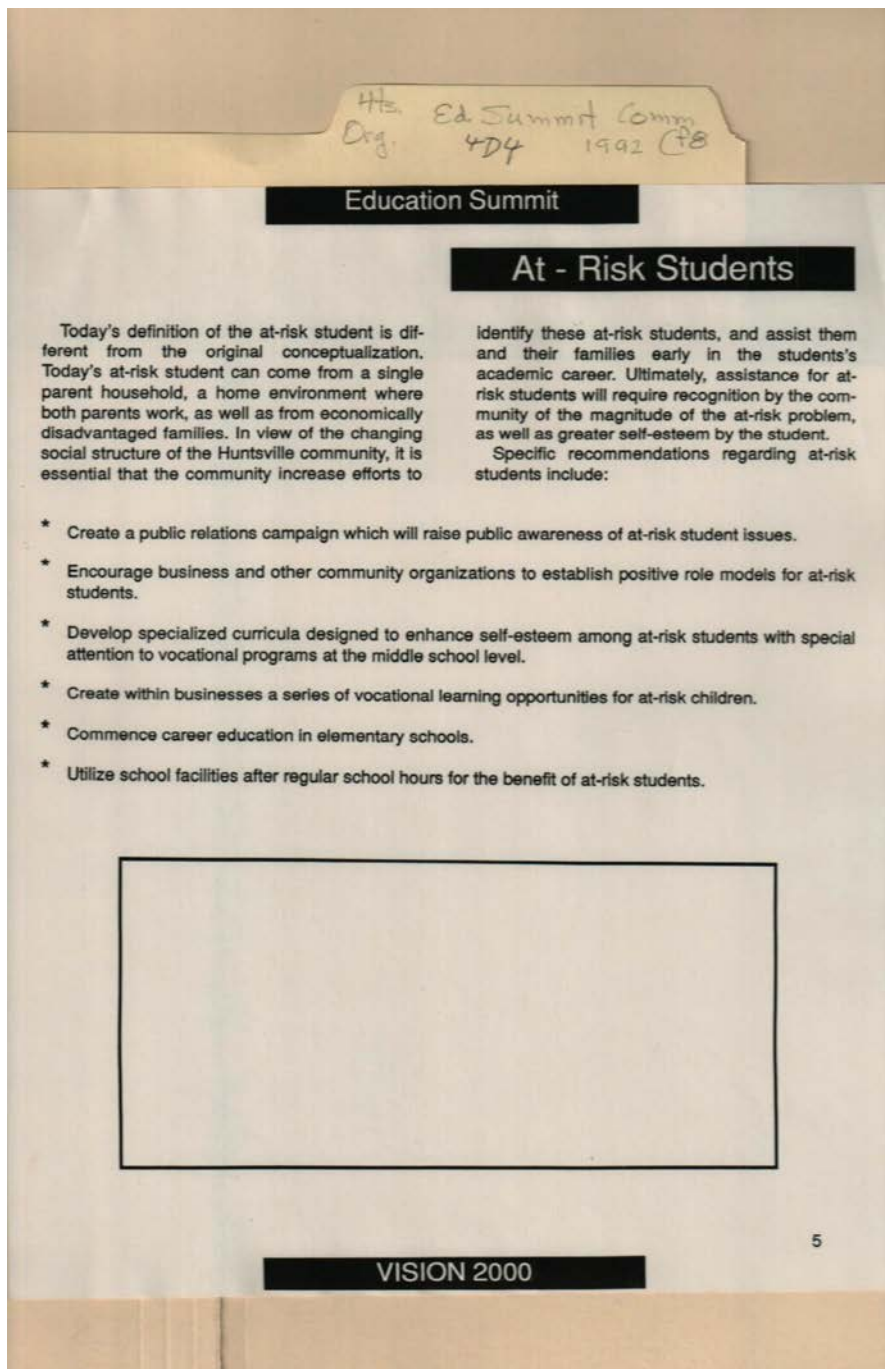 Hts. Ed Summit Comm
Org. 4D4 1992 (f8
Education Summit
At - Risk Students
Today's definition of the at-risk student is dif-
ferent from the original conceptualization.
Today's at-risk student can come from a single
parent household, a home environment where
both parents work, as well as from economically
disadvantaged families. In view of the changing
social structure of the Huntsville community, it is
essential that the community increase efforts to
identify these at-risk students, and assist them
and their families early in the students's
academic career. Ultimately, assistance for at-
risk students will require recognition by the com-
munity of the magnitude of the at-risk problem,
as well as greater self-esteem by the student.
Specific recommendations regarding at-risk
students include:
* Create a public relations campaign which will raise public awareness of at-risk student issues.
* Encourage business and other community organizations to establish positive role models for at-risk
students.
* Develop specialized curricula designed to enhance self-esteem among at-risk students with special
attention to vocational programs at the middle school level.
* Create within businesses a series of vocational learning opportunities for at-risk children.
* Commence career education in elementary schools.
* Utilize school facilities after regular school hours for the benefit of at-risk students.
5
VISION 2000